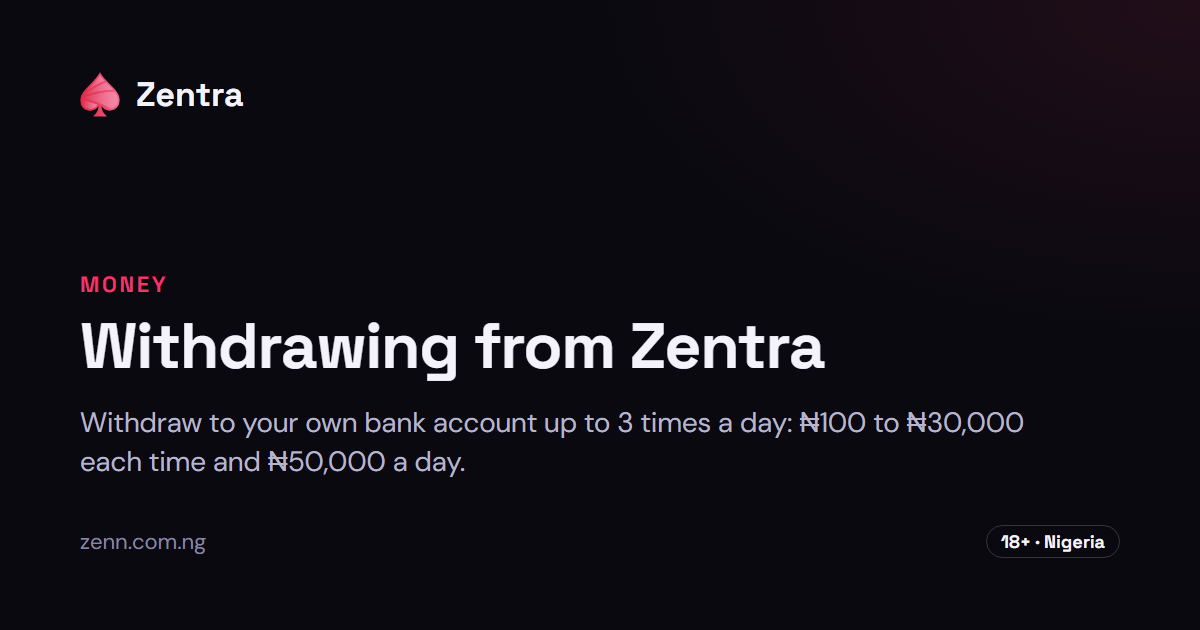 Zentra
MONEY
Withdrawing from Zentra
Withdraw to your own bank account up to 3 times a day: ₦100 to ₦30,000
each time and ₦50,000 a day.
zenn.com.ng
18+ · Nigeria